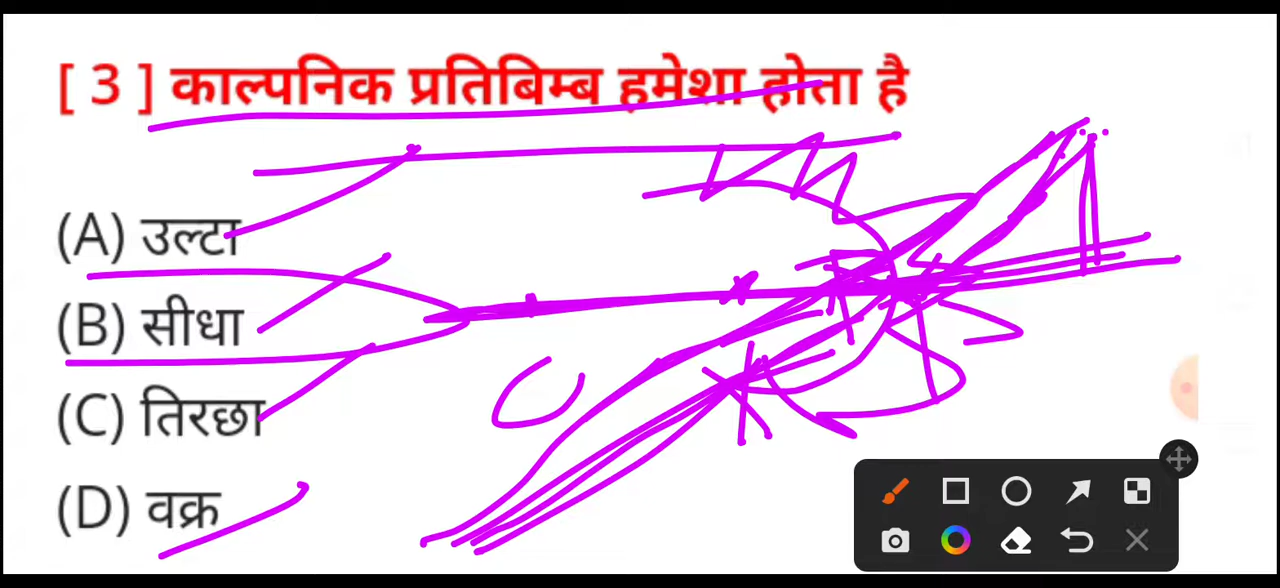 [ 3 ] काल्पनिक प्रतिबिम्ब हमेशा होता है
(A) उल्टा
(B) सीधा
(C) तिरछा
(D) वक्र